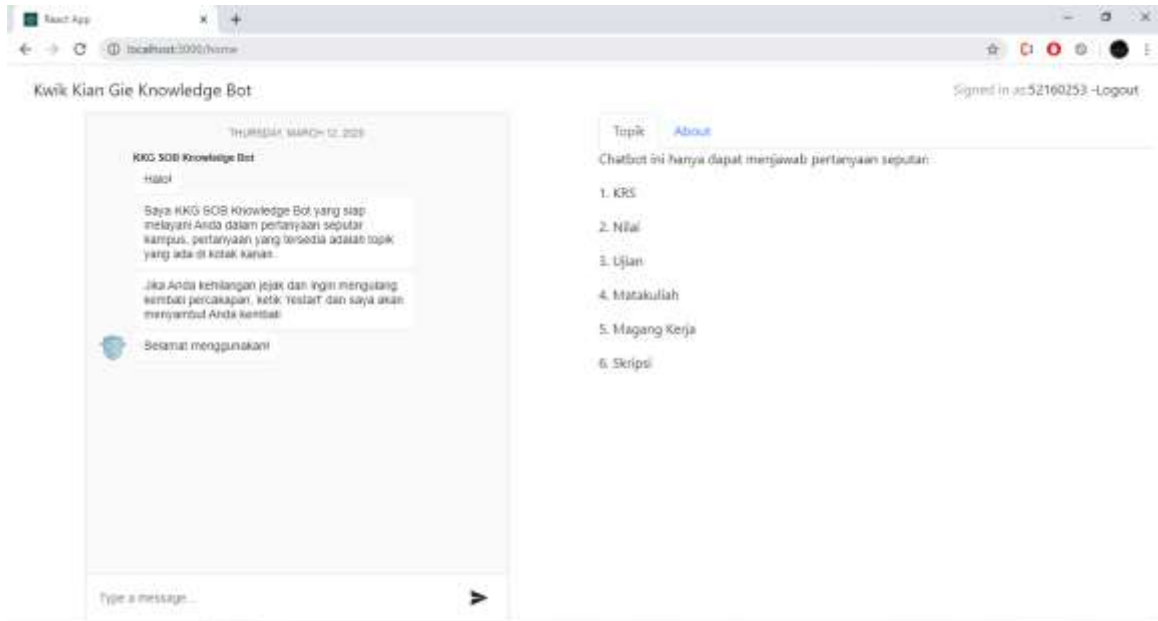 React App
localhost:3000/home
Kwik Kian Gie Knowledge Bot
Signed in as:52160253 -Logout
THURSDAY, MARCH 12, 2020
KKG SOB Knowledge Bot
Halo!
Saya KKG SOB Knowledge Bot yang siap
melayani Anda dalam pertanyaan seputar
kampus, pertanyaan yang tersedia adalah topik
yang ada di kotak kanan.
Jika Anda kehilangan jejak dan ingin mengulang
kembali percakapan, ketik 'restart' dan saya akan
menyambut Anda kembali
Selamat menggunakan!
Type a message...
Topik
About
Chatbot ini hanya dapat menjawab pertanyaan seputar:
1. KRS
2. Nilai
3. Ujian
4. Matakuliah
5. Magang Kerja
6. Skripsi